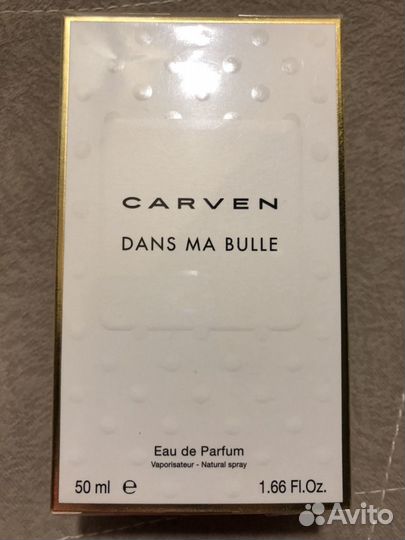 CARVEN
DANS MA BULLE
Eau de Parfum
Vaporisateur - Natural spray
50 ml ℮ 1.66 Fl.Oz.
Avito